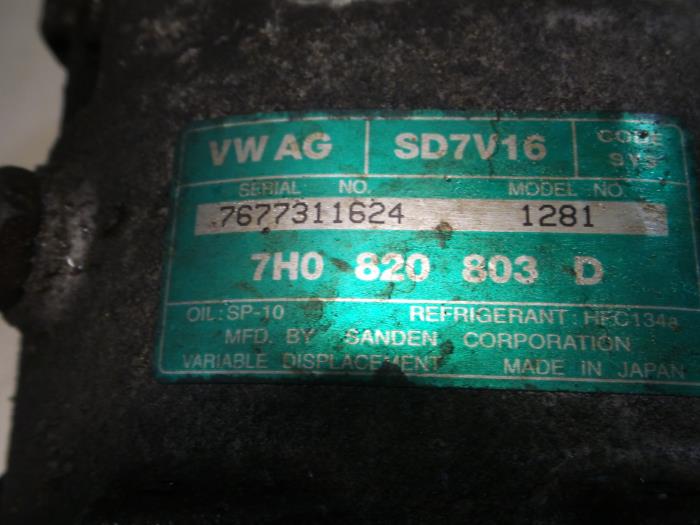 VW AG SD7V16 CODE
SYS
SERIAL NO. MODEL NO
7677311624 1281
7H0 820 803 D
OIL: SP-10 REFRIGERANT: HFC134a
MFD. BY SANDEN CORPORATION
VARIABLE DISPLACEMENT MADE IN JAPAN